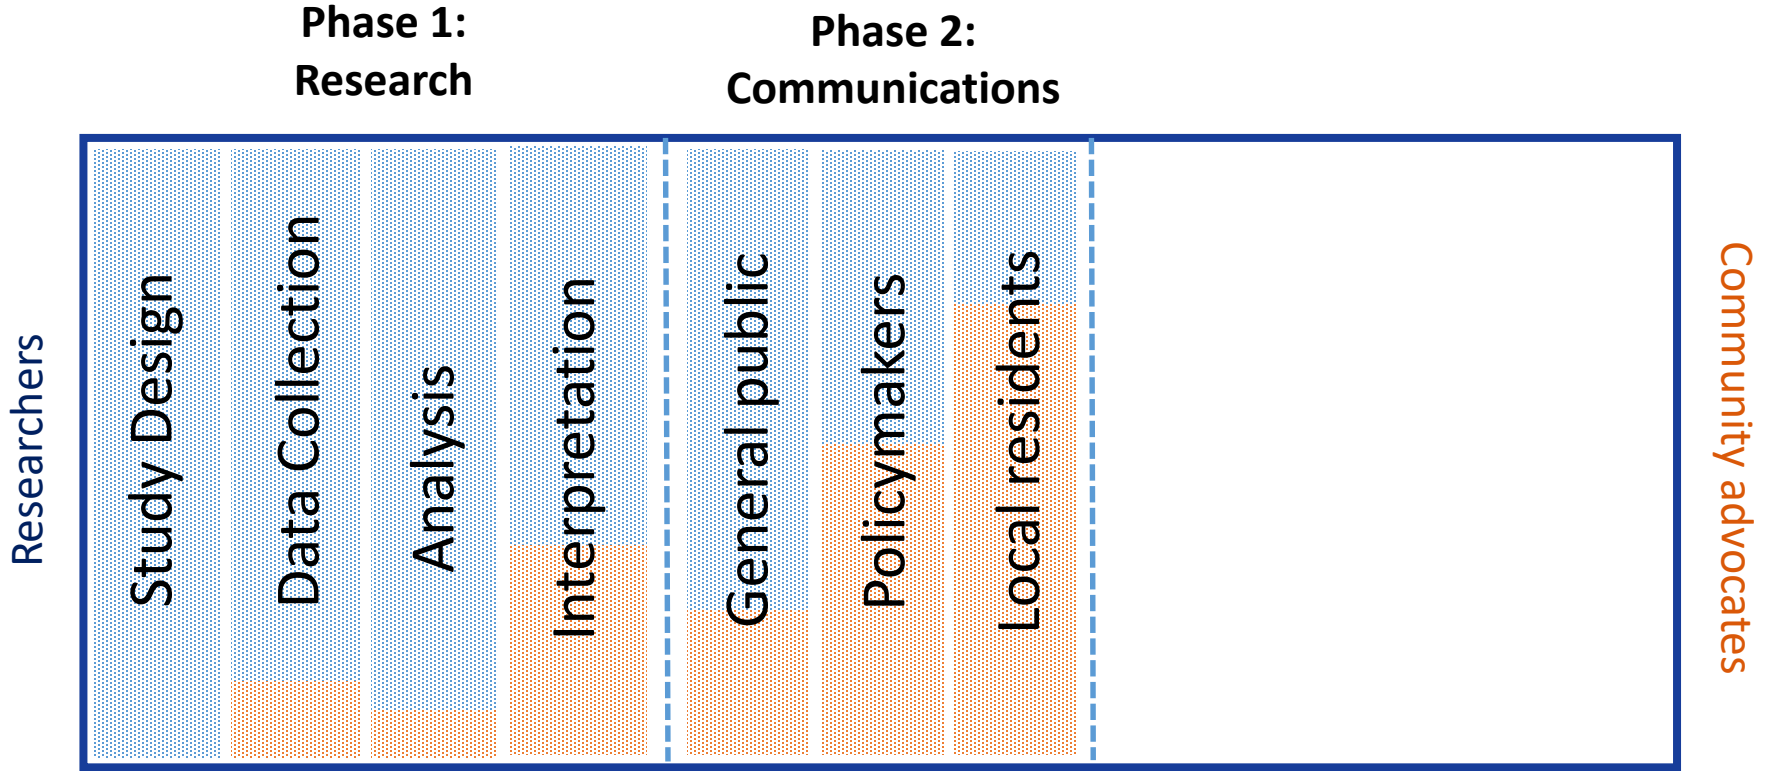 Phase 1:
Research
Phase 2:
Communications
Researchers
Study Design
Data Collection
Analysis
Interpretation
General public
Policymakers
Local residents
Community advocates